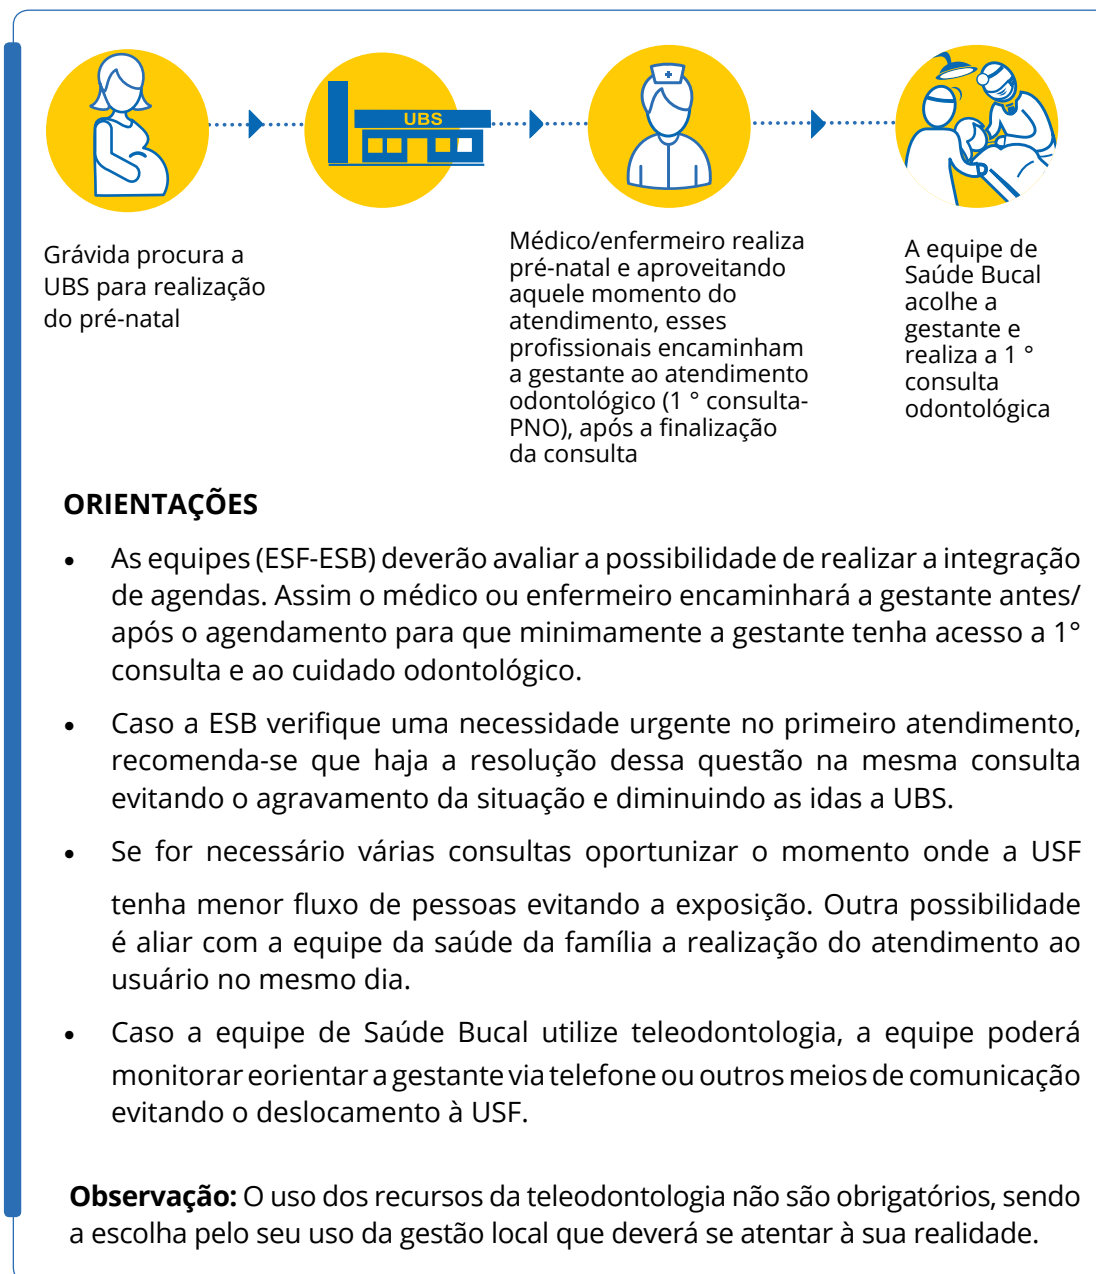 UBS
Grávida procura a
UBS para realização
do pré-natal
Médico/enfermeiro realiza
pré-natal e aproveitando
aquele momento do
atendimento, esses
profissionais encaminham
a gestante ao atendimento
odontológico (1 ° consulta-
PNO), após a finalização
da consulta
A equipe de
Saúde Bucal
acolhe a
gestante e
realiza a 1 °
consulta
odontológica
ORIENTAÇÕES
• As equipes (ESF-ESB) deverão avaliar a possibilidade de realizar a integração
de agendas. Assim o médico ou enfermeiro encaminhará a gestante antes/
após o agendamento para que minimamente a gestante tenha acesso a 1°
consulta e ao cuidado odontológico.
• Caso a ESB verifique uma necessidade urgente no primeiro atendimento,
recomenda-se que haja a resolução dessa questão na mesma consulta
evitando o agravamento da situação e diminuindo as idas a UBS.
• Se for necessário várias consultas oportunizar o momento onde a USF
tenha menor fluxo de pessoas evitando a exposição. Outra possibilidade
é aliar com a equipe da saúde da família a realização do atendimento ao
usuário no mesmo dia.
• Caso a equipe de Saúde Bucal utilize teleodontologia, a equipe poderá
monitorar eorientar a gestante via telefone ou outros meios de comunicação
evitando o deslocamento à USF.
Observação: O uso dos recursos da teleodontologia não são obrigatórios, sendo
a escolha pelo seu uso da gestão local que deverá se atentar à sua realidade.